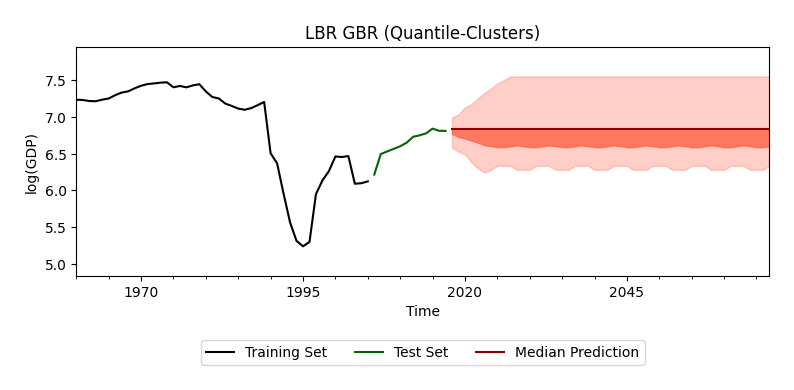 LBR GBR (Quantile-Clusters)
log(GDP)
7.5
7.0
6.5
6.0
5.5
5.0
1970 1995 2020 2045
Time
Training Set Test Set Median Prediction